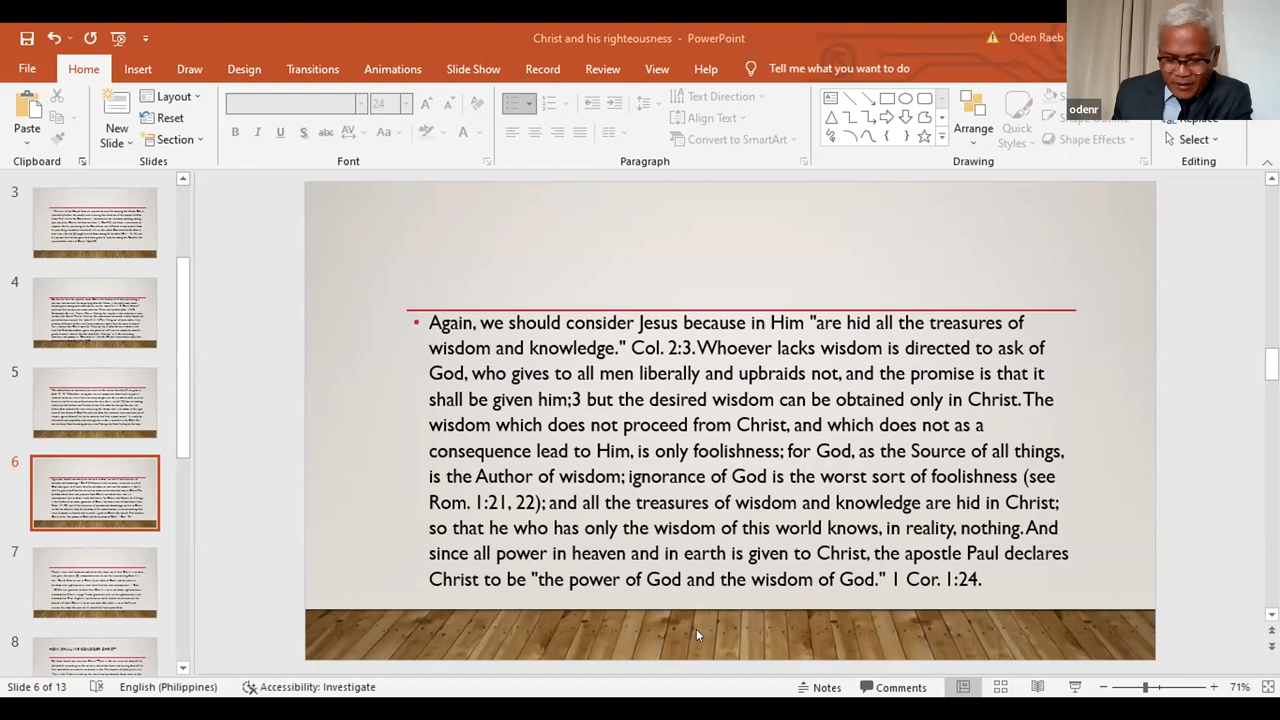 Christ and his righteousness - PowerPoint
Oden Raeb
odenr
File Home Insert Draw Design Transitions Animations Slide Show Record Review View Help Tell me what you want to do
Paste
Clipboard
New Slide
Layout
Reset
Section
Slides
24
B I U S abc AV Aa A
Font
Text Direction
Align Text
Convert to SmartArt
Paragraph
Arrange
Quick Styles
Shape Effects
Drawing
Replace
Select
Editing
3
4
5
6
7
8
Again, we should consider Jesus because in Him "are hid all the treasures of
wisdom and knowledge." Col. 2:3. Whoever lacks wisdom is directed to ask of
God, who gives to all men liberally and upbraids not, and the promise is that it
shall be given him;3 but the desired wisdom can be obtained only in Christ. The
wisdom which does not proceed from Christ, and which does not as a
consequence lead to Him, is only foolishness; for God, as the Source of all things,
is the Author of wisdom; ignorance of God is the worst sort of foolishness (see
Rom. 1:21,22); and all the treasures of wisdom and knowledge are hid in Christ;
so that he who has only the wisdom of this world knows, in reality, nothing. And
since all power in heaven and in earth is given to Christ, the apostle Paul declares
Christ to be "the power of God and the wisdom of God." 1 Cor. 1:24.
Slide 6 of 13 English (Philippines) Accessibility: Investigate Notes Comments 71%